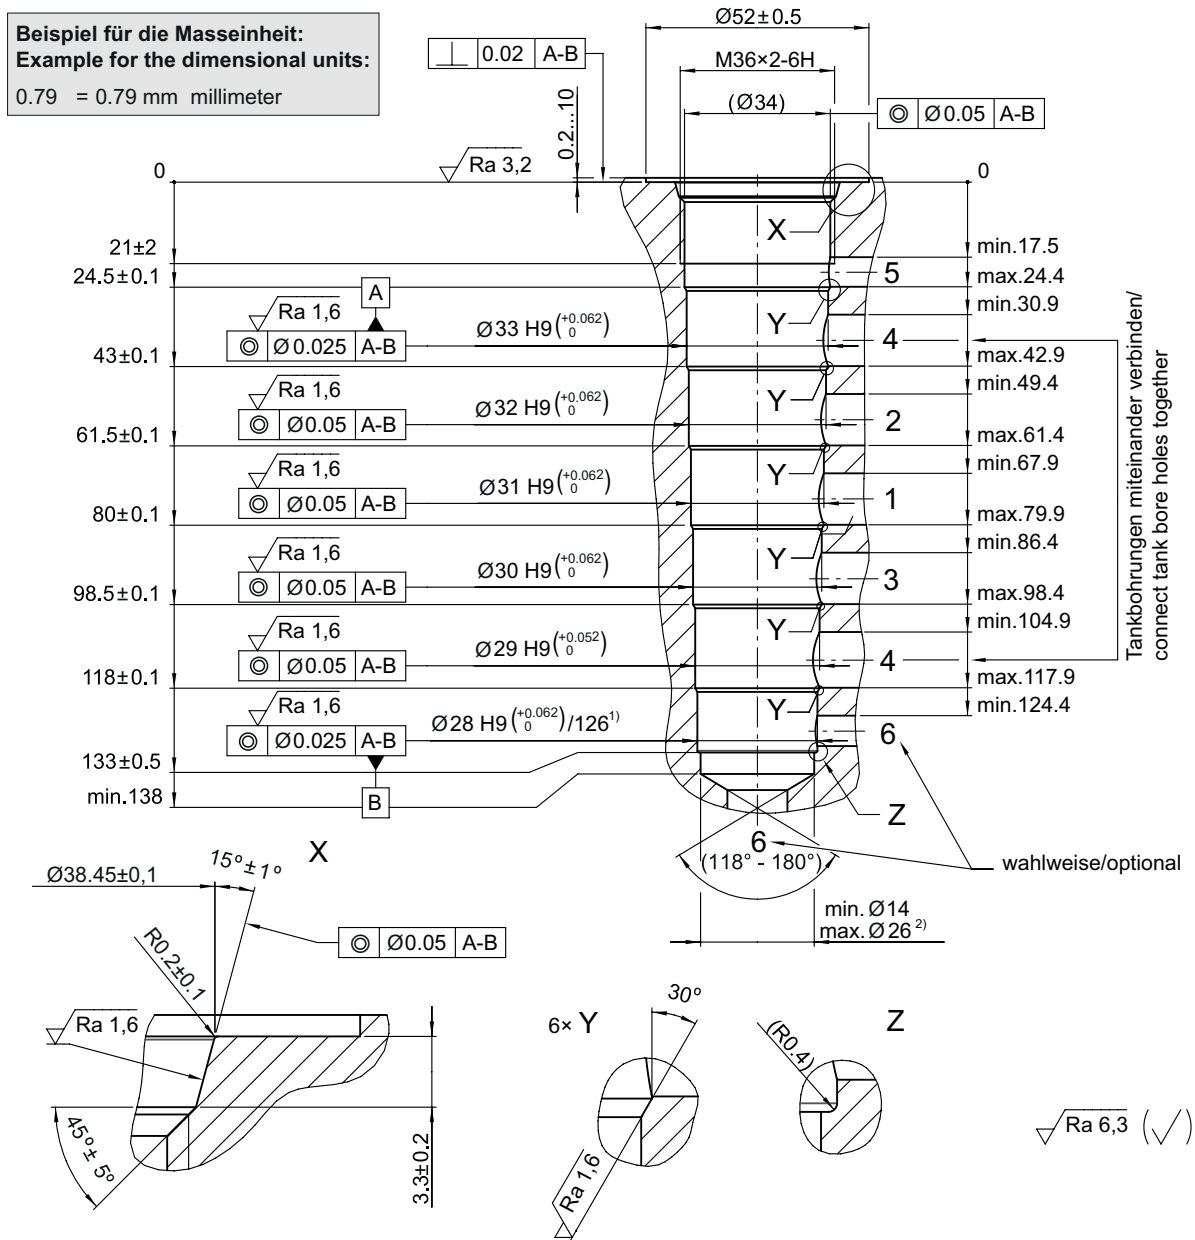 Beispiel für die Masseinheit:
Example for the dimensional units:
0.79 = 0.79 mm millimeter
Ø52±0.5
⊥ 0.02 A-B
M36×2-6H
(Ø34)
◎ Ø0.05 A-B
0.2...10
Ra 3,2
0
0
X
21±2
24.5±0.1
43±0.1
61.5±0.1
80±0.1
98.5±0.1
118±0.1
133±0.5
min.138
A
Ra 1,6
◎ Ø0.025 A-B
Ø33 H9 (+0.062 0)
Ra 1,6
◎ Ø0.05 A-B
Ø32 H9 (+0.062 0)
Ra 1,6
◎ Ø0.05 A-B
Ø31 H9 (+0.062 0)
Ra 1,6
◎ Ø0.05 A-B
Ø30 H9 (+0.062 0)
Ra 1,6
◎ Ø0.05 A-B
Ø29 H9 (+0.052 0)
Ra 1,6
◎ Ø0.025 A-B
Ø28 H9 (+0.062 0)/126¹⁾
B
Y
Y
Y
Y
Y
Y
5
4
2
1
3
4
6
Z
min.17.5
max.24.4
min.30.9
max.42.9
min.49.4
max.61.4
min.67.9
max.79.9
min.86.4
max.98.4
min.104.9
max.117.9
min.124.4
Tankbohrungen miteinander verbinden/
connect tank bore holes together
6
(118° - 180°)
wahlweise/optional
min. Ø14
max. Ø26 ²⁾
X
Ø38.45±0,1
15°±1°
◎ Ø0.05 A-B
R0.2±0.1
Ra 1,6
45°±5°
3.3±0.2
6× Y
30°
Ra 1,6
Z
(R0.4)
Ra 6,3 (√)